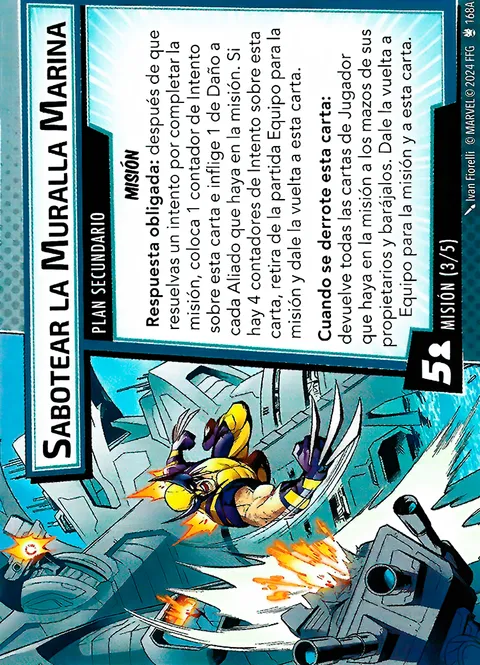 SABOTEAR LA MURALLA MARINA
PLAN SECUNDARIO
MISIÓN
Respuesta obligada: después de que
resuelvas un intento por completar la
misión, coloca 1 contador de Intento
sobre esta carta e inflige 1 de Daño a
cada Aliado que haya en la misión. Si
hay 4 contadores de Intento sobre esta
carta, retira de la partida Equipo para la
misión y dale la vuelta a esta carta.
Cuando se derrote esta carta:
devuelve todas las cartas de Jugador
que haya en la misión a los mazos de sus
propietarios y barájalos. Dale la vuelta a
Equipo para la misión y a esta carta.
5
MISIÓN (3/5)
Ivan Fiorelli © MARVEL © 2024 FFG 168A